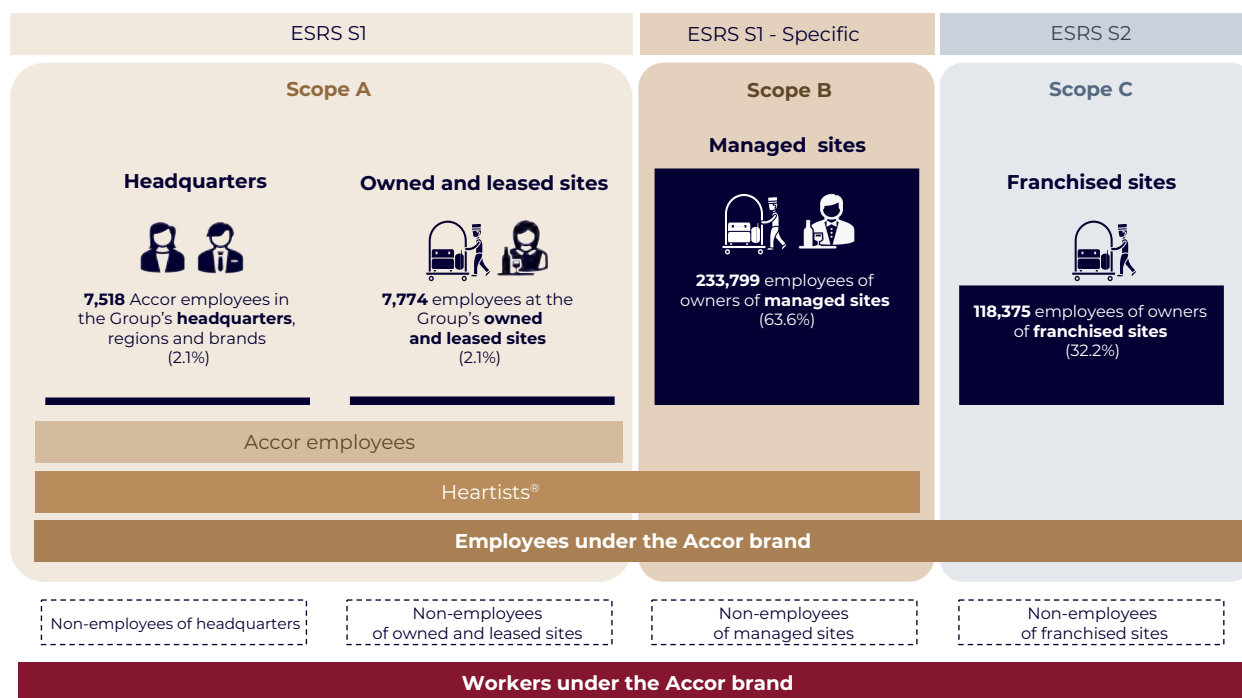 ESRS S1
ESRS S1 - Specific
ESRS S2
Scope A
Scope B
Scope C
Headquarters
Owned and leased sites
Managed sites
Franchised sites
7,518 Accor employees in
the Group's headquarters,
regions and brands
(2.1%)
7,774 employees at the
Group's owned
and leased sites
(2.1%)
233,799 employees of
owners of managed sites
(63.6%)
118,375 employees of owners
of franchised sites
(32.2%)
Accor employees
Heartists®
Employees under the Accor brand
Non-employees of headquarters
Non-employees
of owned and leased sites
Non-employees
of managed sites
Non-employees
of franchised sites
Workers under the Accor brand